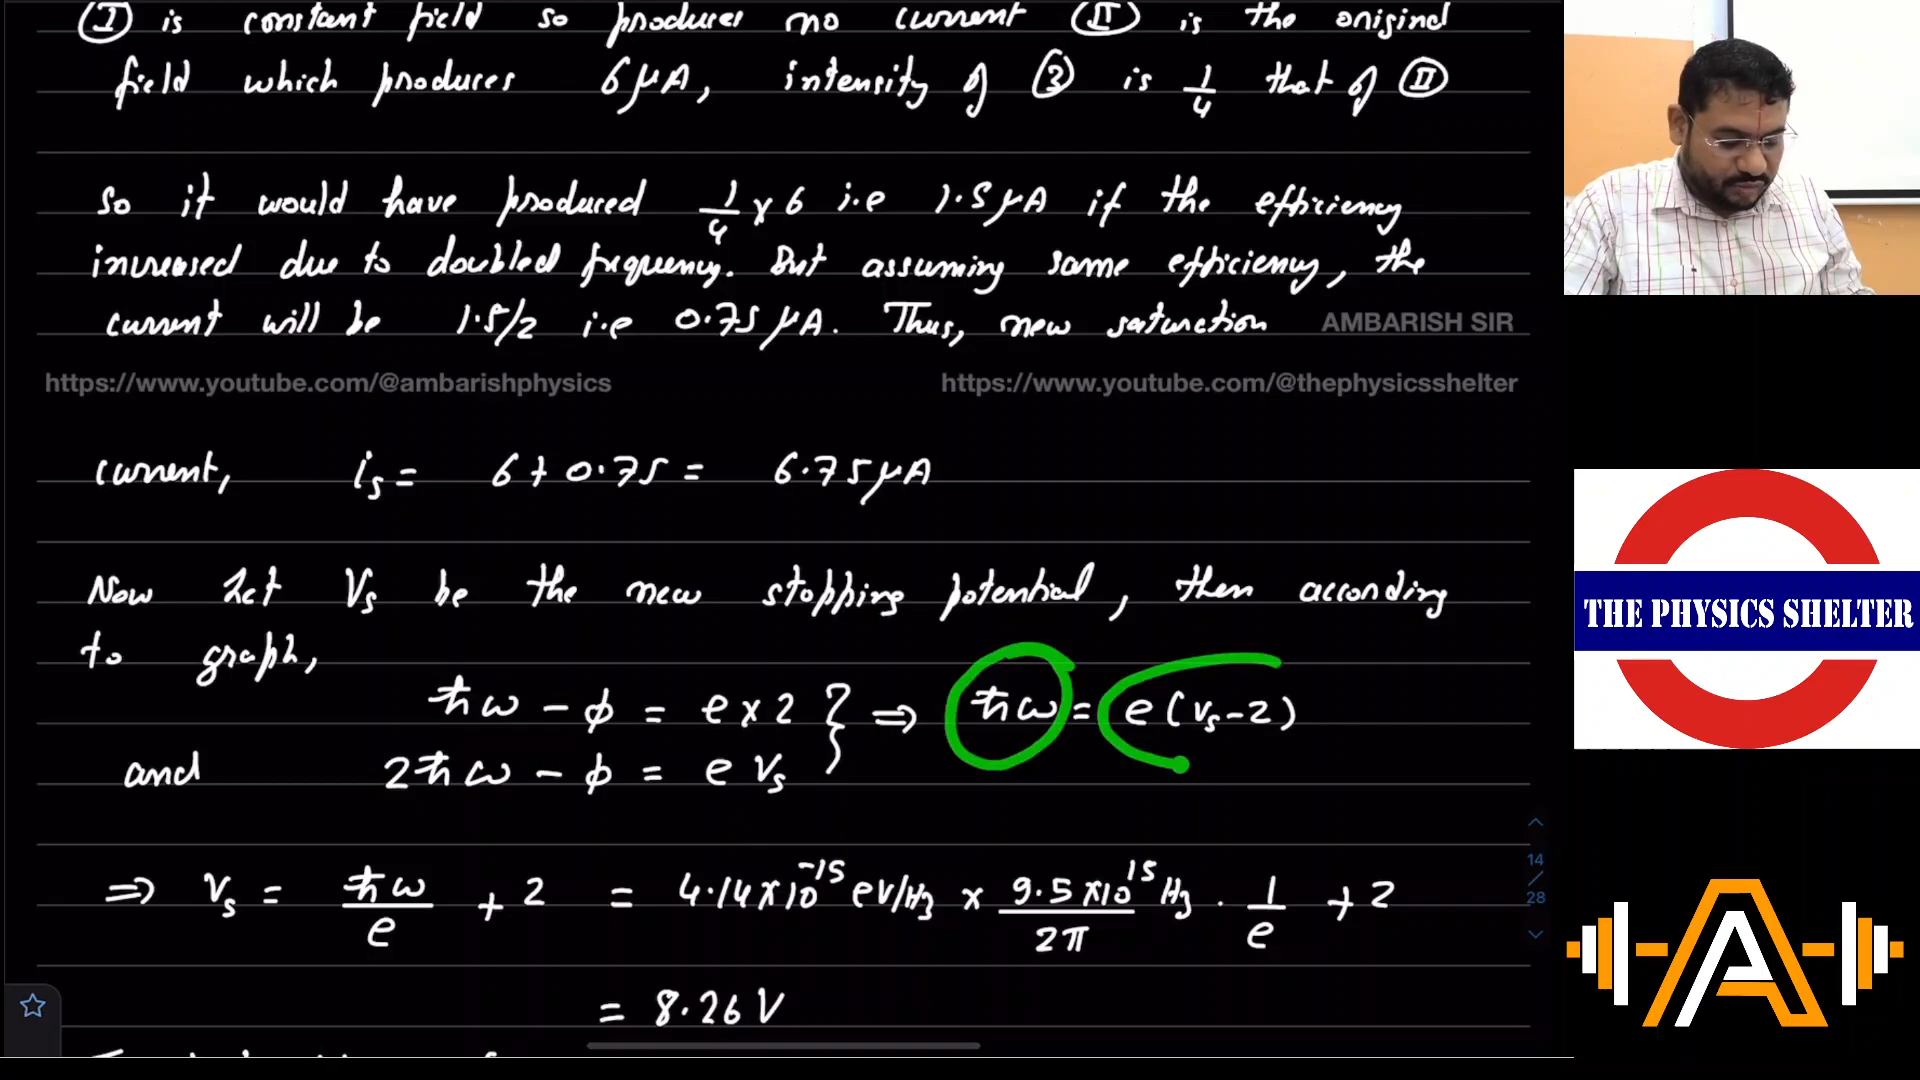 Ⓘ is constant field so produces no current Ⓘⓘ is the original
field which produces 6μA, intensity of ③ is 1/4 that of Ⓘⓘ
So it would have produced 1/4 × 6 i.e 1.5μA if the efficiency
increased due to doubled frequency. But assuming same efficiency, the
current will be 1.5/2 i.e 0.75 μA. Thus, new saturation
AMBARISH SIR
https://www.youtube.com/@ambarishphysics
https://www.youtube.com/@thephysicsshelter
current, is = 6 + 0.75 = 6.75μA
Now Let Vs be the new stopping potential, then according
to graph,
ħω - φ = e × 2 } ⇒ ħω = e(Vs - 2)
and 2ħω - φ = e Vs
⇒ Vs = ħω/e + 2 = 4.14×10^-15 eV/Hz × 9.5×10^15/2π Hz . 1/e + 2
= 8.26 V
THE PHYSICS SHELTER
14
/
28